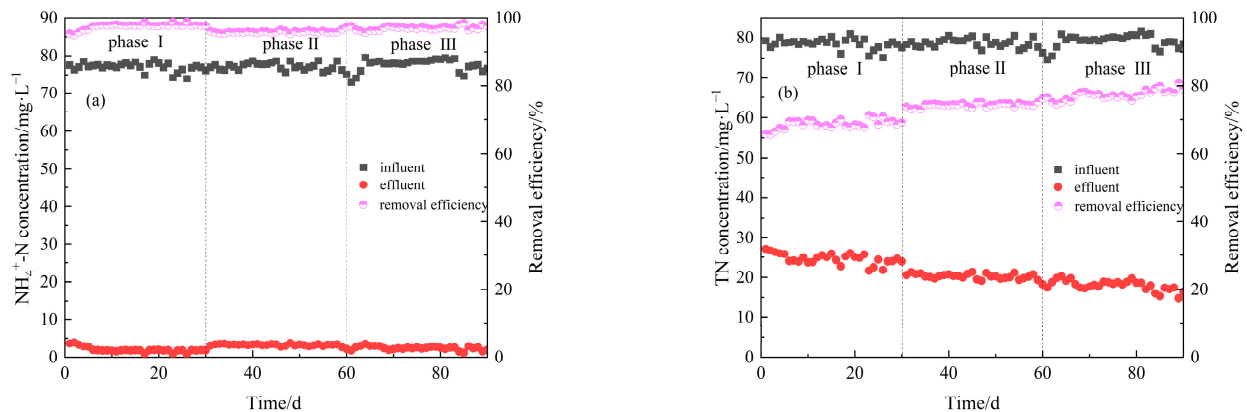 90
80
70
60
50
40
30
20
10
5
0
100
80
60
40
20
0
phase Ⅰ
phase Ⅱ
phase Ⅲ
(a)
influent
effluent
removal efficiency
NH₄⁺-N concentration/mg·L⁻¹
Removal efficiency/%
0
20
40
60
80
Time/d
80
70
60
50
40
30
20
10
0
100
80
60
40
20
0
phase Ⅰ
phase Ⅱ
phase Ⅲ
(b)
influent
effluent
removal efficiency
TN concentration/mg·L⁻¹
Removal efficiency/%
0
20
40
60
80
Time/d